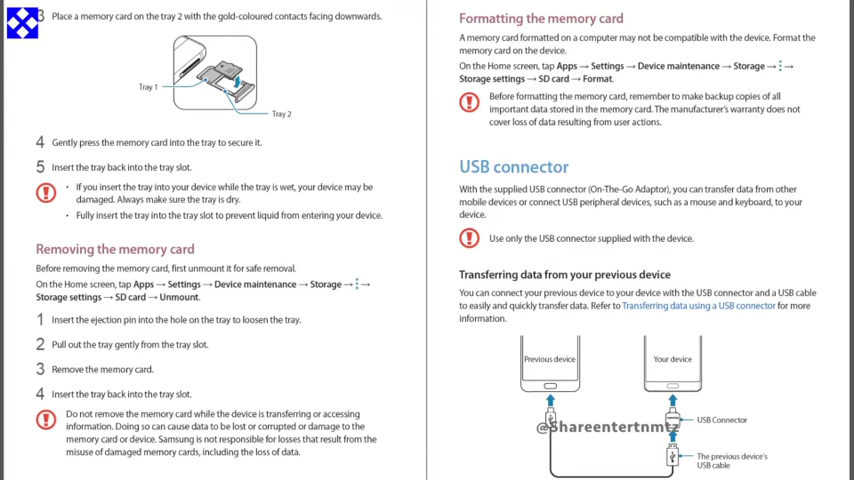 3 Place a memory card on the tray 2 with the gold-coloured contacts facing downwards.
Tray 1
Tray 2
4 Gently press the memory card into the tray to secure it.
5 Insert the tray back into the tray slot.
• If you insert the tray into your device while the tray is wet, your device may be
damaged. Always make sure the tray is dry.
• Fully insert the tray into the tray slot to prevent liquid from entering your device.
Removing the memory card
Before removing the memory card, first unmount it for safe removal.
On the Home screen, tap Apps → Settings → Device maintenance → Storage → ⋮ →
Storage settings → SD card → Unmount.
1 Insert the ejection pin into the hole on the tray to loosen the tray.
2 Pull out the tray gently from the tray slot.
3 Remove the memory card.
4 Insert the tray back into the tray slot.
Do not remove the memory card while the device is transferring or accessing
information. Doing so can cause data to be lost or corrupted or damage to the
memory card or device. Samsung is not responsible for losses that result from the
misuse of damaged memory cards, including the loss of data.
Formatting the memory card
A memory card formatted on a computer may not be compatible with the device. Format the
memory card on the device.
On the Home screen, tap Apps → Settings → Device maintenance → Storage → ⋮ →
Storage settings → SD card → Format.
Before formatting the memory card, remember to make backup copies of all
important data stored in the memory card. The manufacturer's warranty does not
cover loss of data resulting from user actions.
USB connector
With the supplied USB connector (On-The-Go Adaptor), you can transfer data from other
mobile devices or connect USB peripheral devices, such as a mouse and keyboard, to your
device.
Use only the USB connector supplied with the device.
Transferring data from your previous device
You can connect your previous device to your device with the USB connector and a USB cable
to easily and quickly transfer data. Refer to Transferring data using a USB connector for more
information.
Previous device
Your device
USB Connector
@Shareentertnmtz
The previous device's
USB cable